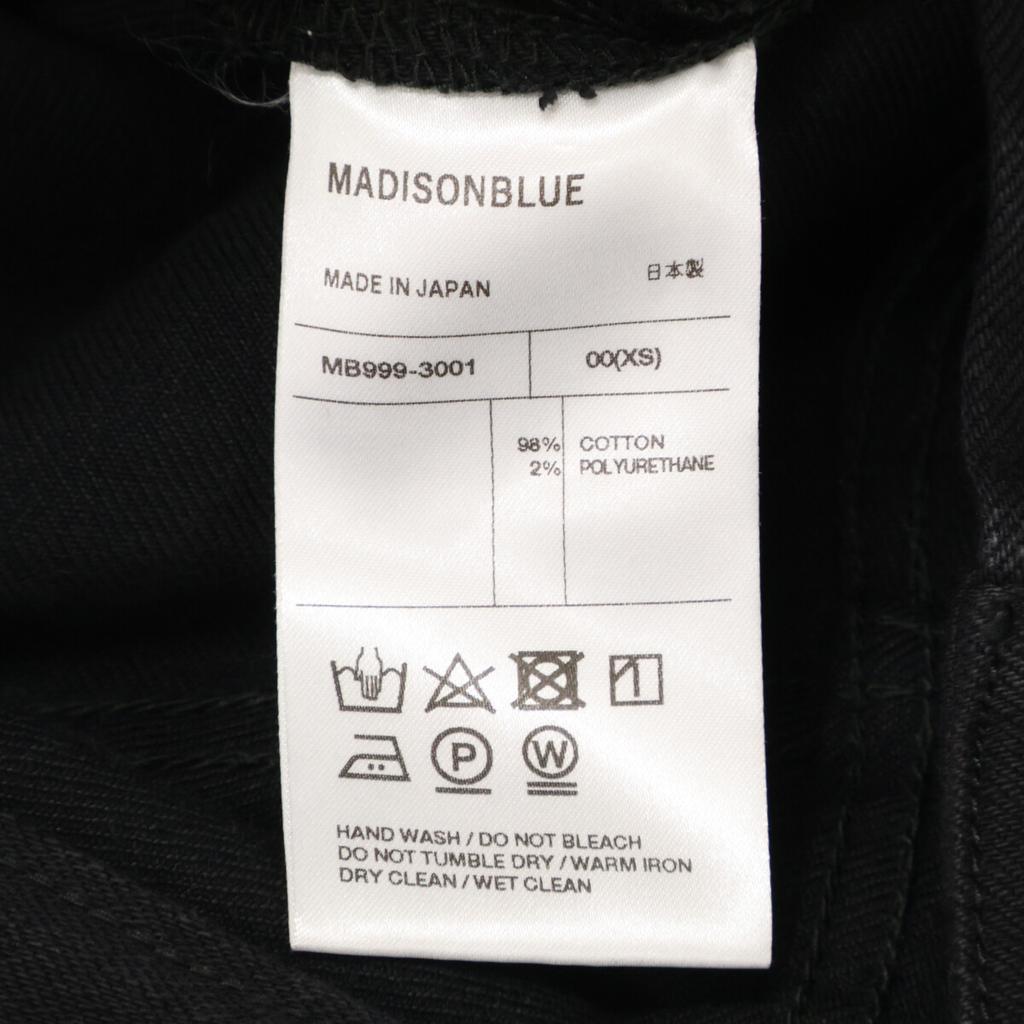 MADISONBLUE
MADE IN JAPAN 日本製
MB999-3001 00(XS)
98% COTTON
2% POLYURETHANE
P W
HAND WASH / DO NOT BLEACH
DO NOT TUMBLE DRY / WARM IRON
DRY CLEAN / WET CLEAN